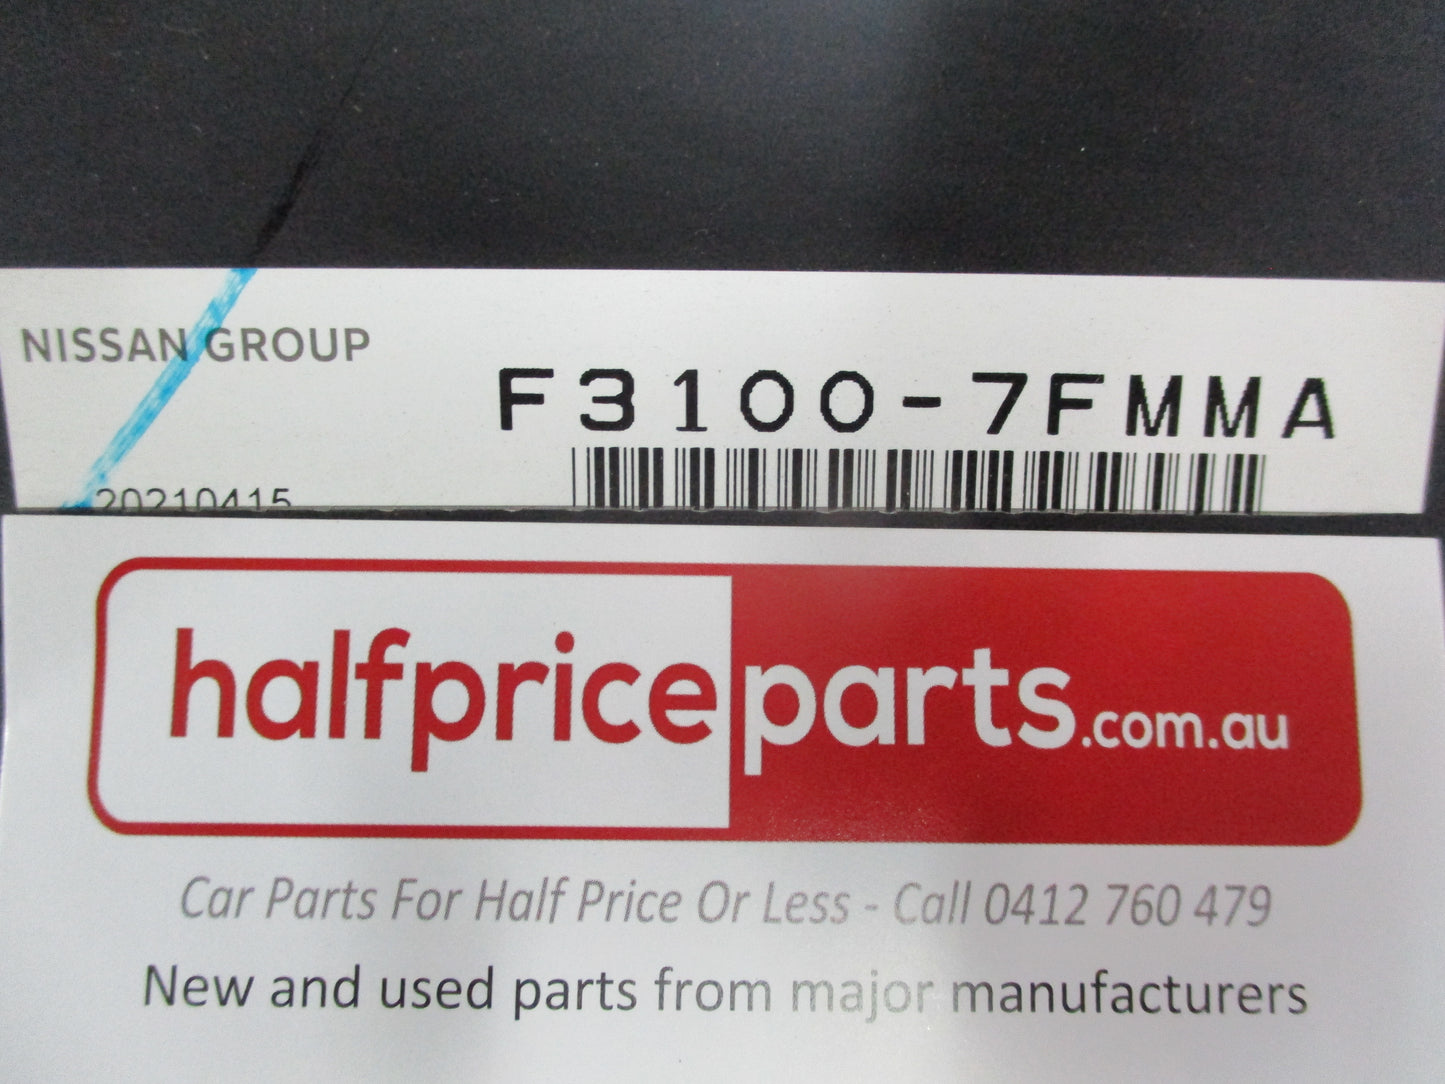 NISSAN GROUP
F3100-7FMMA
20210415
halfpriceparts.com.au
Car Parts For Half Price Or Less - Call 0412 760 479
New and used parts from major manufacturers